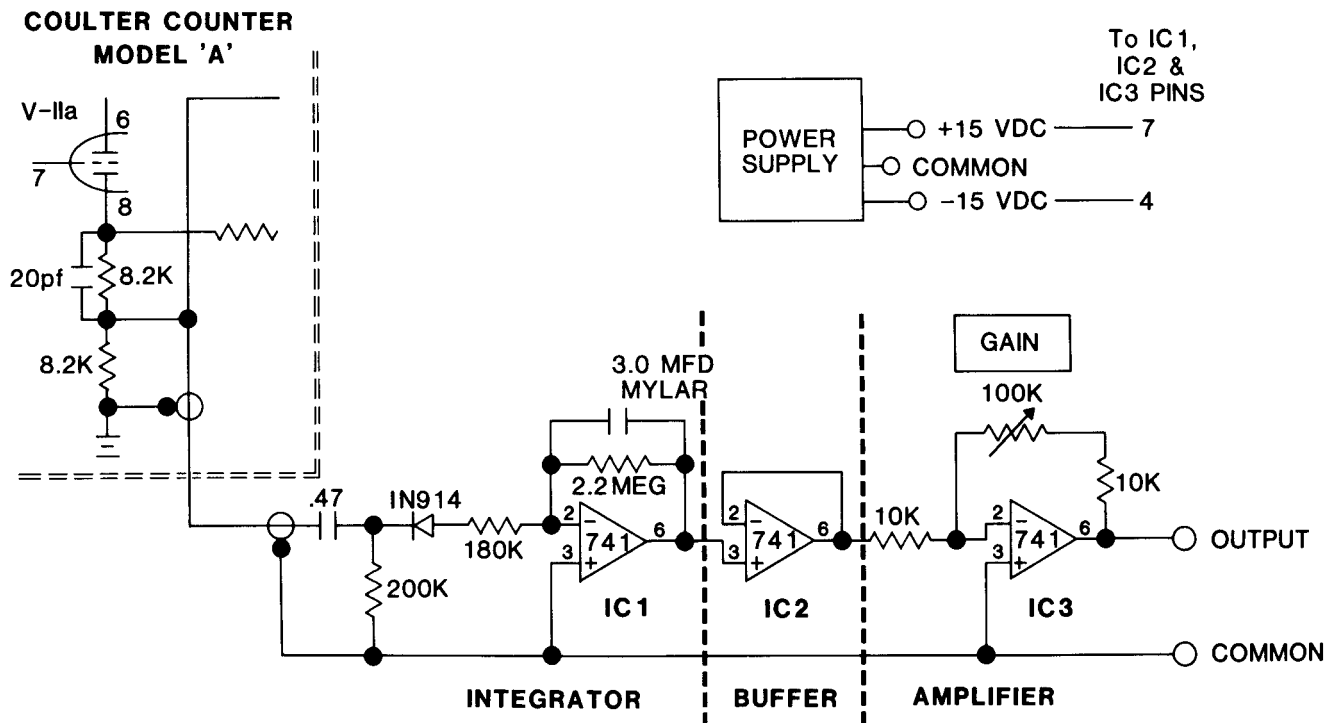 COULTER COUNTER
MODEL 'A'
V-IIa
6
7
8
20pf
8.2K
8.2K
POWER
SUPPLY
+15 VDC
COMMON
-15 VDC
To IC1,
IC2 &
IC3 PINS
7
4
.47
IN914
200K
180K
3.0 MFD
MYLAR
2.2MEG
2
-
741
3
+
6
IC1
2
-
741
3
+
6
IC2
GAIN
100K
10K
10K
2
-
741
3
+
6
IC3
OUTPUT
COMMON
INTEGRATOR
BUFFER
AMPLIFIER